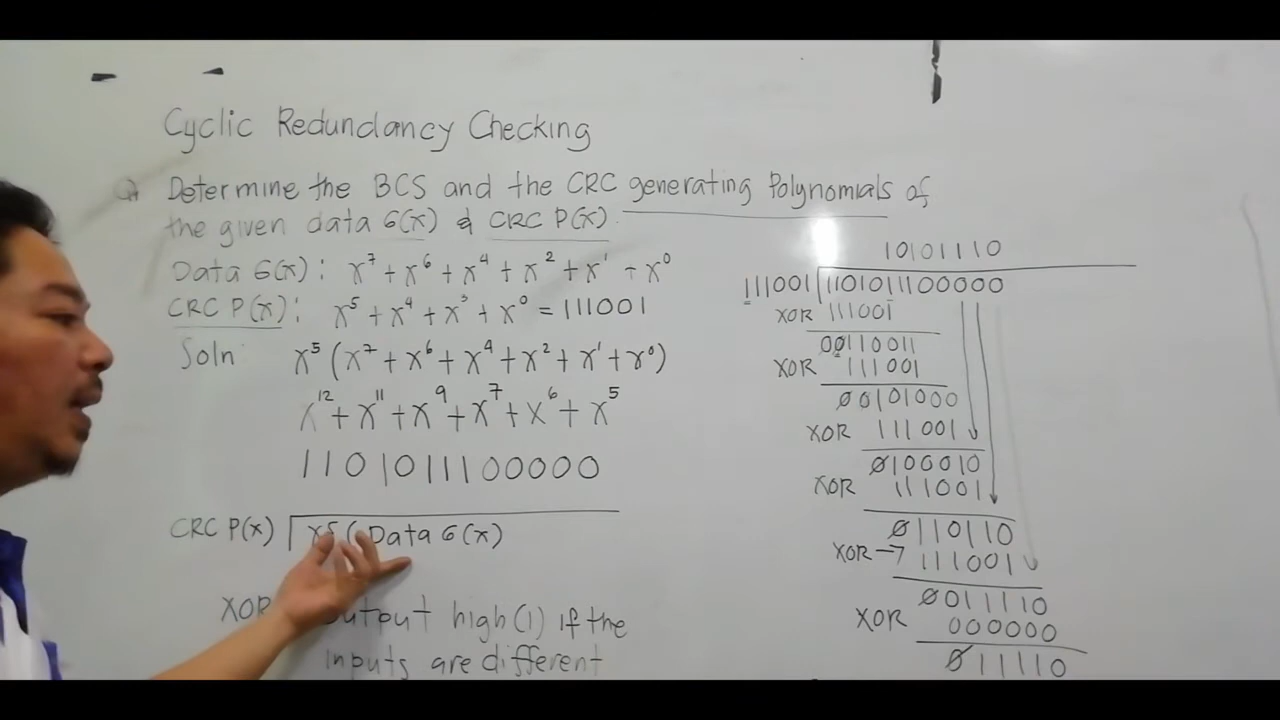 Cyclic Redundancy Checking
Q: Determine the BCS and the CRC generating Polynomials of
the given data G(x) & CRC P(x).
Data G(x): x⁷ + x⁶ + x⁴ + x² + x¹ + x⁰
CRC P(x): x⁵ + x⁴ + x³ + x⁰ = 111001
Soln: x⁵ (x⁷ + x⁶ + x⁴ + x² + x¹ + x⁰)
x¹² + x¹¹ + x⁹ + x⁷ + x⁶ + x⁵
1101011100000
CRC P(x) x⁵ ( Data G(x)
XOR output high (1) if the
inputs are different
10101110
111001 1101011100000
XOR 111001
00110011
XOR 111001
00101000
XOR 111001
0100010
XOR 111001
0110110
XOR → 111001
0011110
XOR 000000
011110